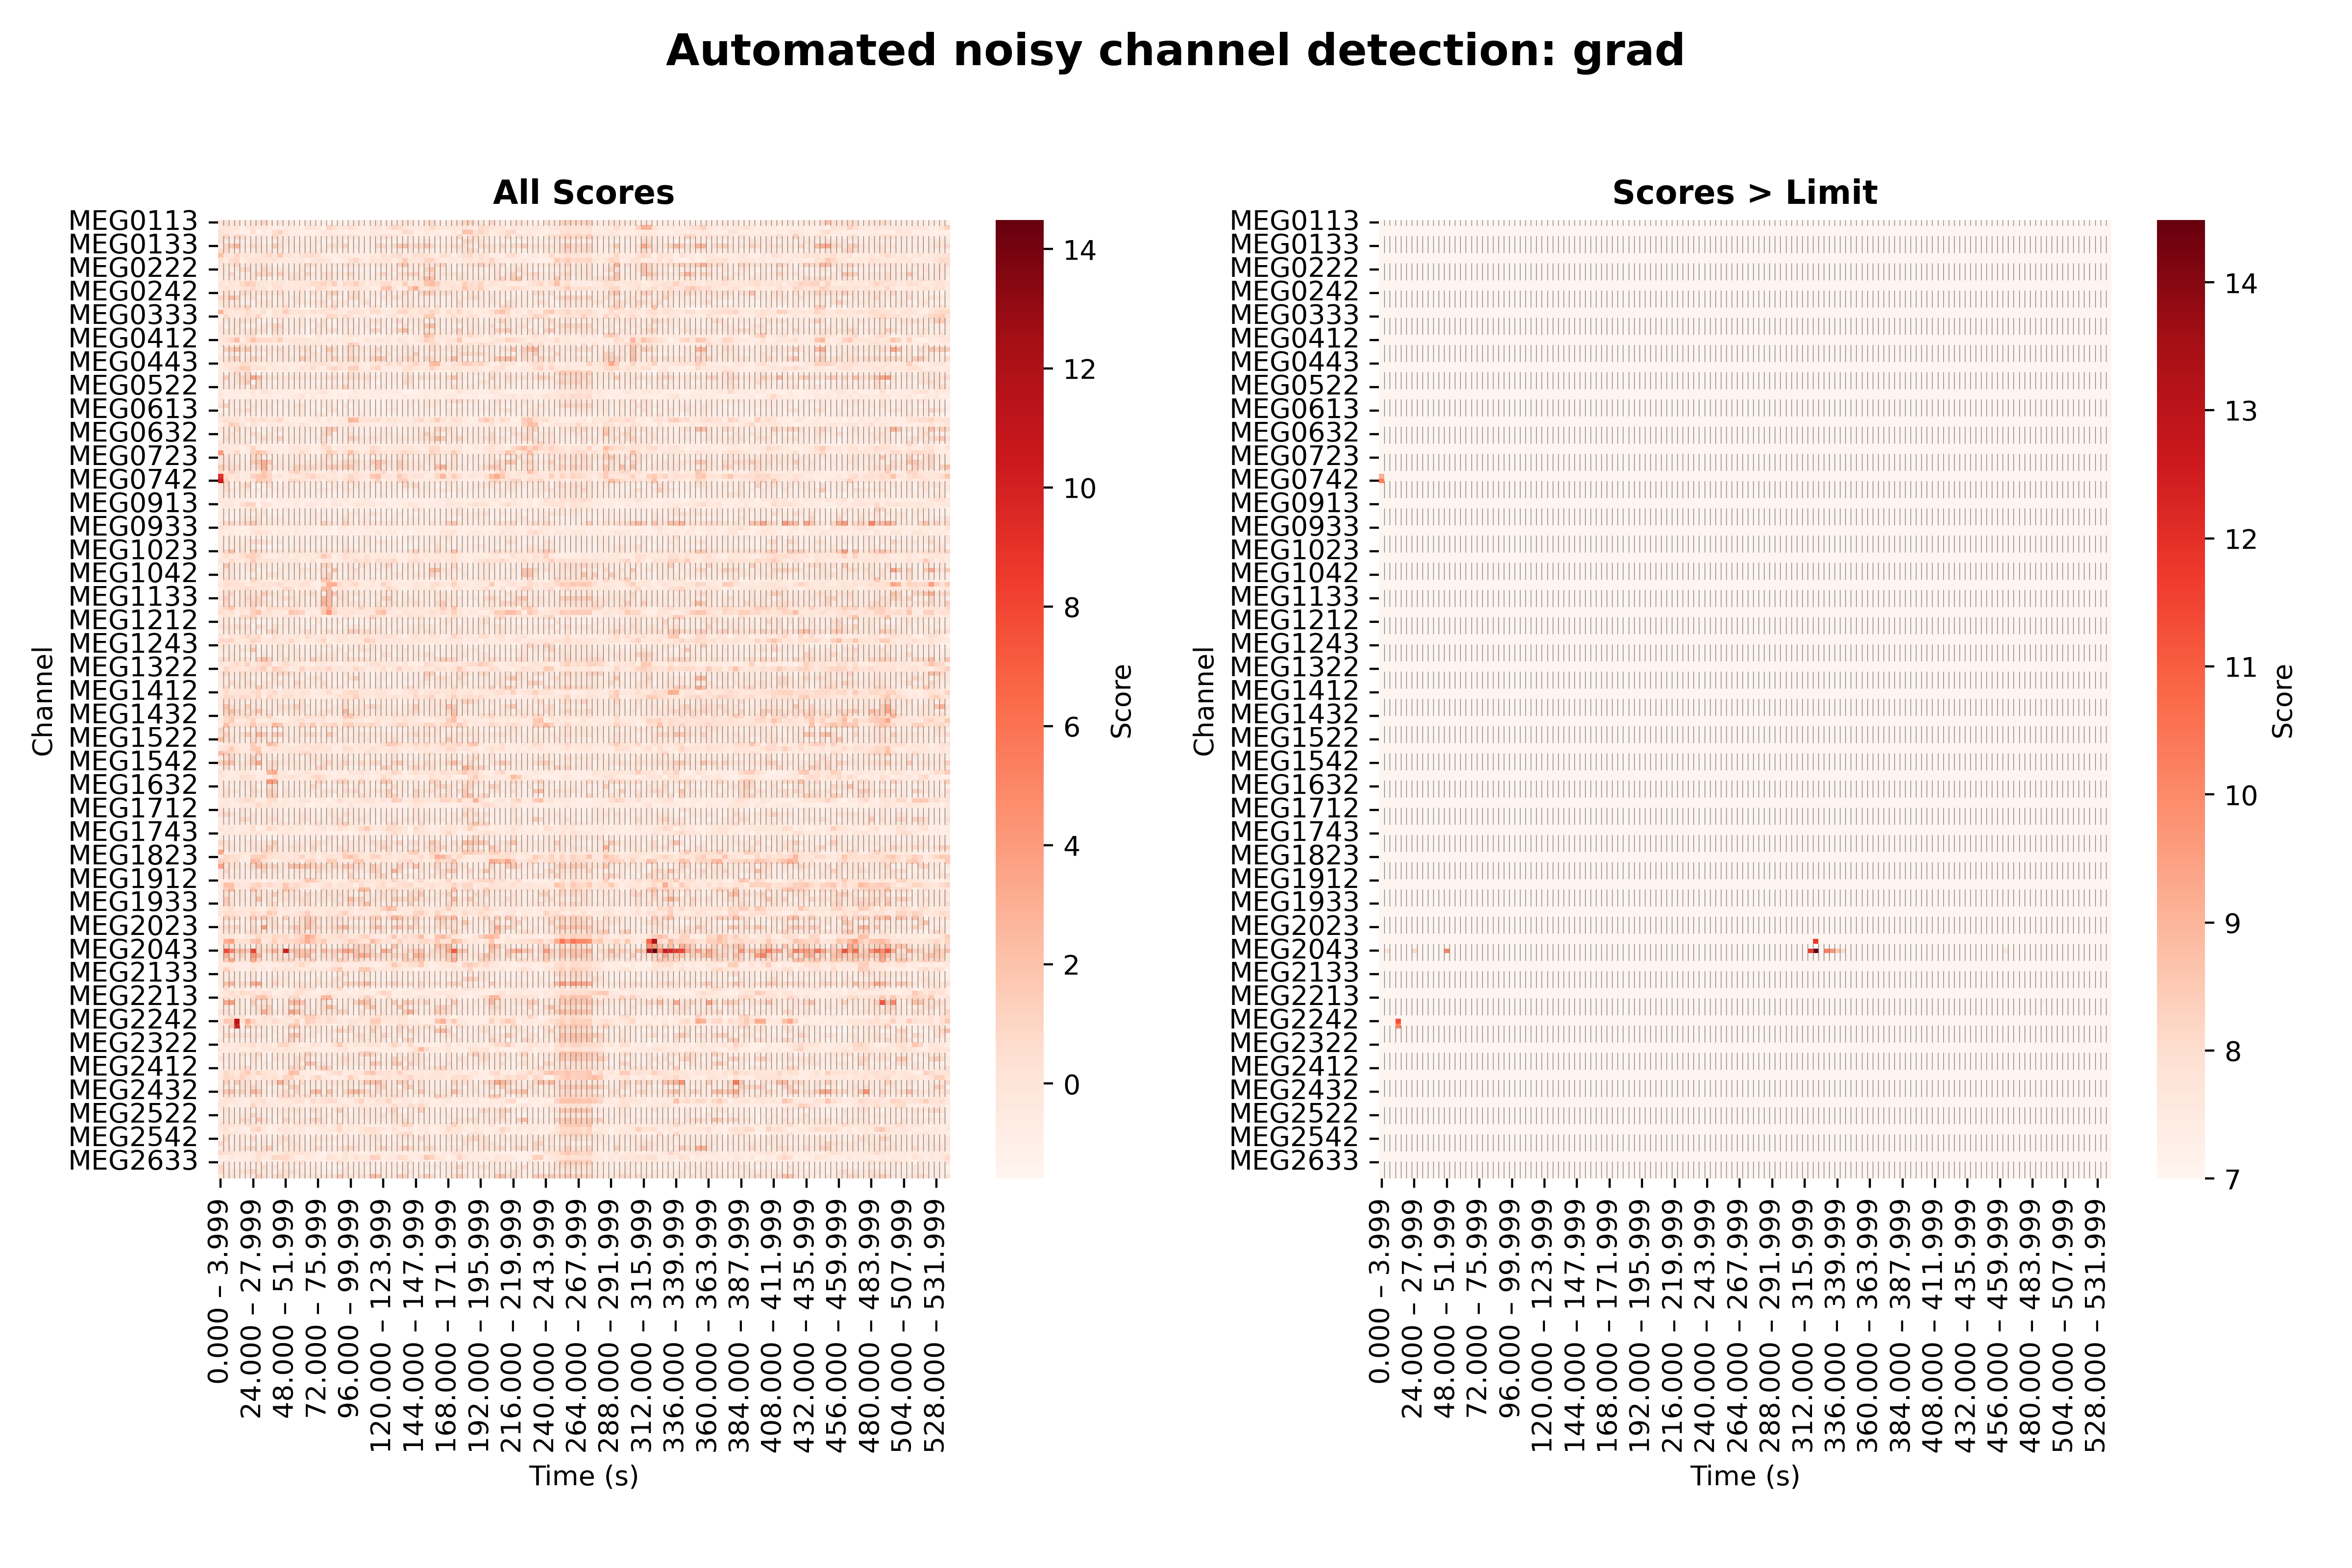 Automated noisy channel detection: grad
All Scores
Channel
MEG0113
MEG0133
MEG0222
MEG0242
MEG0333
MEG0412
MEG0443
MEG0522
MEG0613
MEG0632
MEG0723
MEG0742
MEG0913
MEG0933
MEG1023
MEG1042
MEG1133
MEG1212
MEG1243
MEG1322
MEG1412
MEG1432
MEG1522
MEG1542
MEG1632
MEG1712
MEG1743
MEG1823
MEG1912
MEG1933
MEG2023
MEG2043
MEG2133
MEG2213
MEG2242
MEG2322
MEG2412
MEG2432
MEG2522
MEG2542
MEG2633
0.000 – 3.999
24.000 – 27.999
48.000 – 51.999
72.000 – 75.999
96.000 – 99.999
120.000 – 123.999
144.000 – 147.999
168.000 – 171.999
192.000 – 195.999
216.000 – 219.999
240.000 – 243.999
264.000 – 267.999
288.000 – 291.999
312.000 – 315.999
336.000 – 339.999
360.000 – 363.999
384.000 – 387.999
408.000 – 411.999
432.000 – 435.999
456.000 – 459.999
480.000 – 483.999
504.000 – 507.999
528.000 – 531.999
Time (s)
14
12
10
8
6
4
2
0
Score
Scores > Limit
Channel
MEG0113
MEG0133
MEG0222
MEG0242
MEG0333
MEG0412
MEG0443
MEG0522
MEG0613
MEG0632
MEG0723
MEG0742
MEG0913
MEG0933
MEG1023
MEG1042
MEG1133
MEG1212
MEG1243
MEG1322
MEG1412
MEG1432
MEG1522
MEG1542
MEG1632
MEG1712
MEG1743
MEG1823
MEG1912
MEG1933
MEG2023
MEG2043
MEG2133
MEG2213
MEG2242
MEG2322
MEG2412
MEG2432
MEG2522
MEG2542
MEG2633
0.000 – 3.999
24.000 – 27.999
48.000 – 51.999
72.000 – 75.999
96.000 – 99.999
120.000 – 123.999
144.000 – 147.999
168.000 – 171.999
192.000 – 195.999
216.000 – 219.999
240.000 – 243.999
264.000 – 267.999
288.000 – 291.999
312.000 – 315.999
336.000 – 339.999
360.000 – 363.999
384.000 – 387.999
408.000 – 411.999
432.000 – 435.999
456.000 – 459.999
480.000 – 483.999
504.000 – 507.999
528.000 – 531.999
Time (s)
14
13
12
11
10
9
8
7
Score